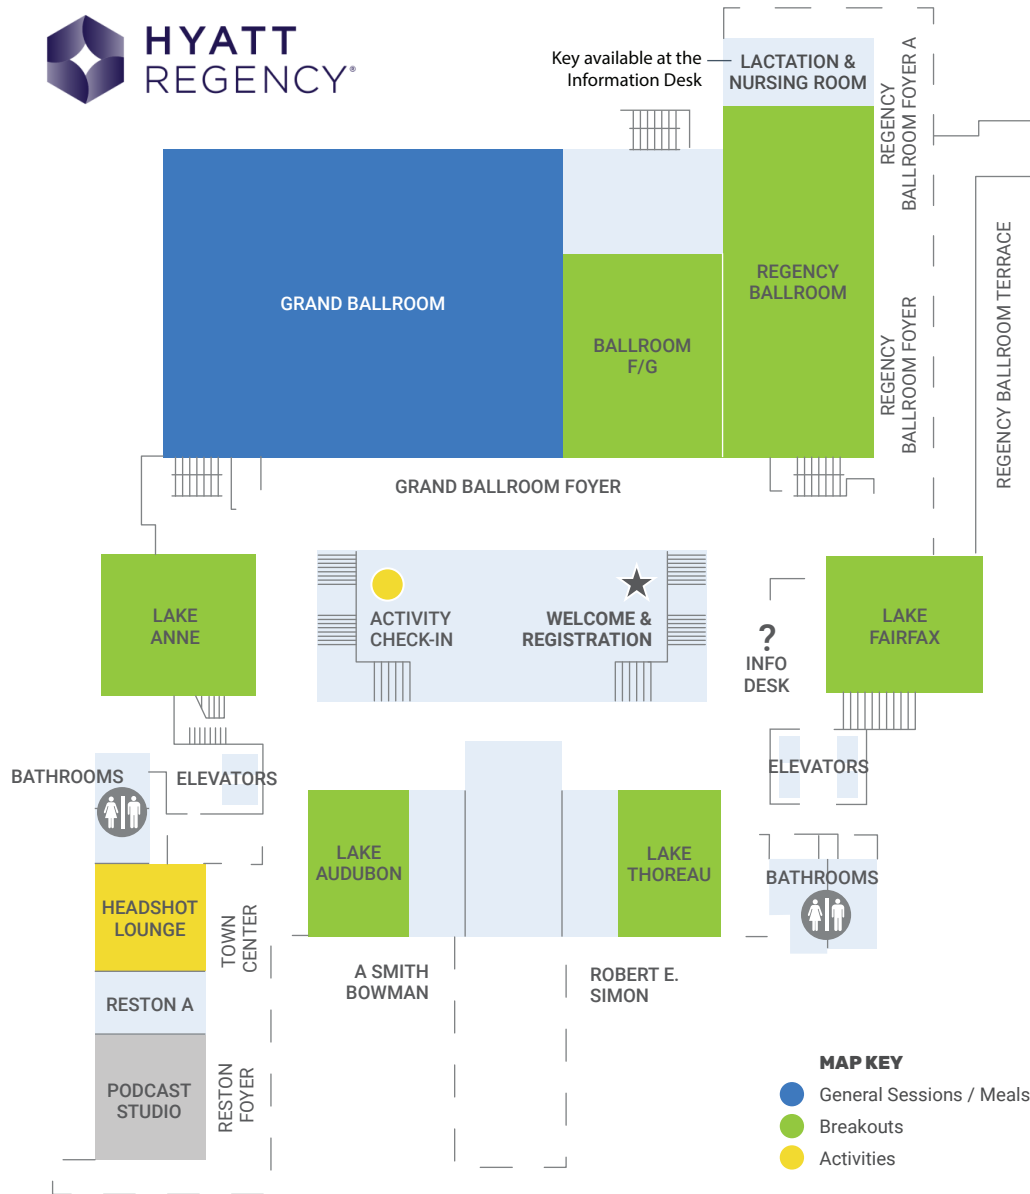 HYATT
REGENCY®
Key available at the
Information Desk
LACTATION &
NURSING ROOM
REGENCY
BALLROOM FOYER A
GRAND BALLROOM
BALLROOM
F/G
REGENCY
BALLROOM
REGENCY
BALLROOM FOYER
REGENCY BALLROOM TERRACE
GRAND BALLROOM FOYER
LAKE
ANNE
ACTIVITY
CHECK-IN
WELCOME &
REGISTRATION
?
INFO
DESK
LAKE
FAIRFAX
BATHROOMS
ELEVATORS
ELEVATORS
LAKE
AUDUBON
LAKE
THOREAU
BATHROOMS
HEADSHOT
LOUNGE
TOWN
CENTER
A SMITH
BOWMAN
ROBERT E.
SIMON
RESTON A
PODCAST
STUDIO
RESTON
FOYER
MAP KEY
General Sessions / Meals
Breakouts
Activities